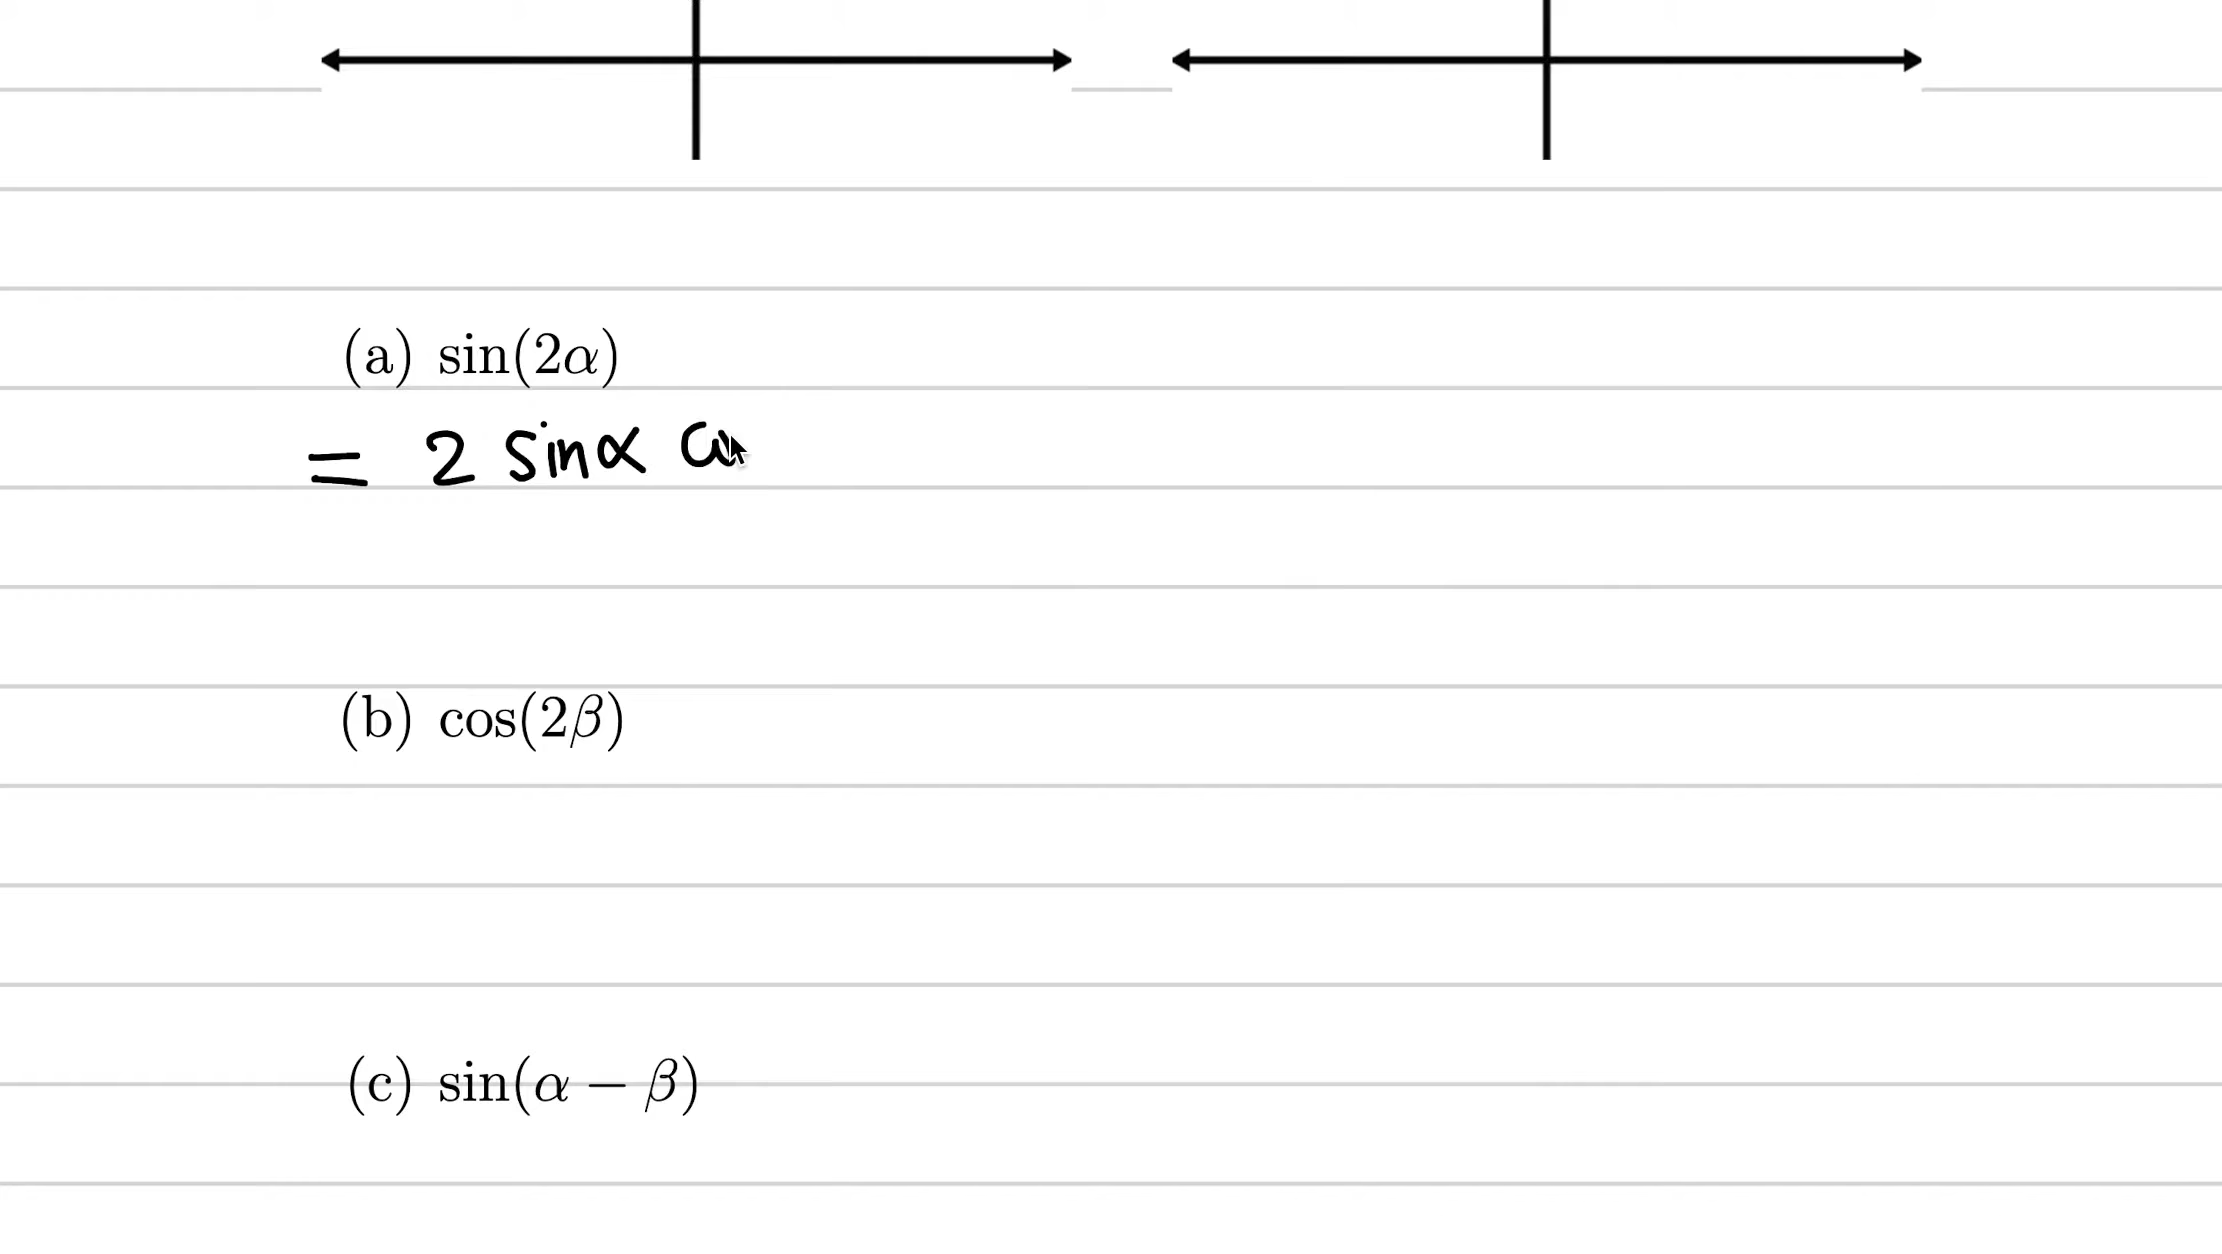 (a) sin(2α)
= 2 sinα
(b) cos(2β)
(c) sin(α − β)